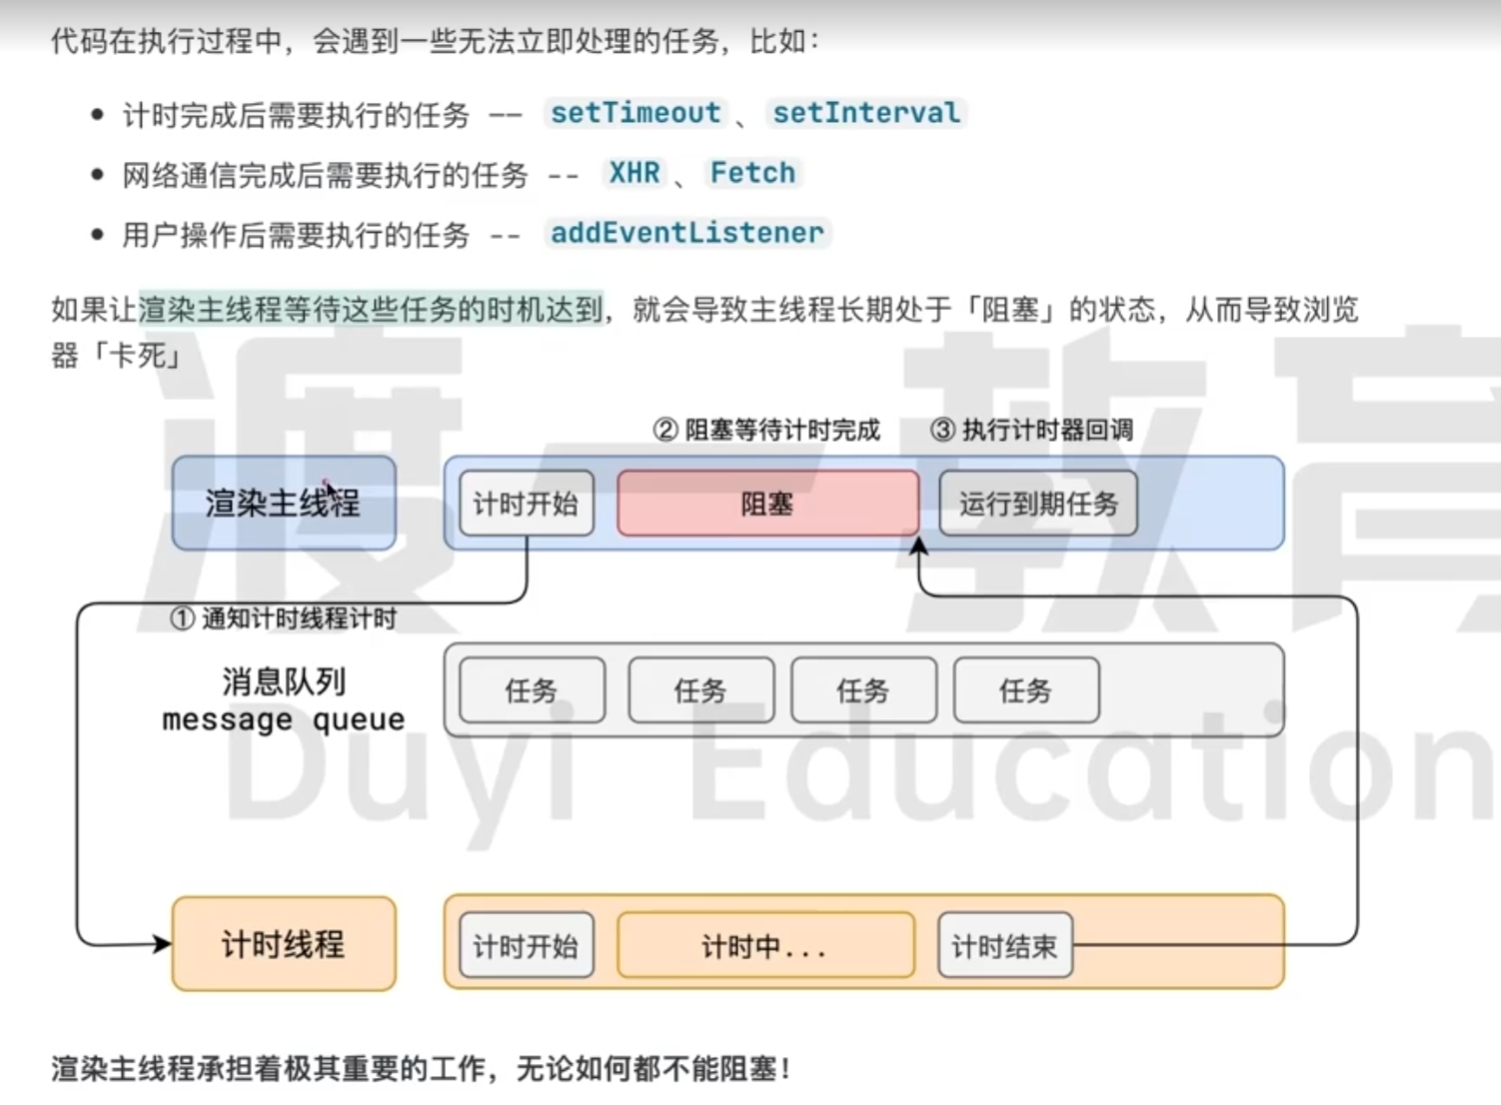 代码在执行过程中，会遇到一些无法立即处理的任务，比如：
• 计时完成后需要执行的任务 -- setTimeout 、 setInterval
• 网络通信完成后需要执行的任务 -- XHR 、 Fetch
• 用户操作后需要执行的任务 -- addEventListener
如果让渲染主线程等待这些任务的时机达到，就会导致主线程长期处于「阻塞」的状态，从而导致浏览
器「卡死」
② 阻塞等待计时完成 ③ 执行计时器回调
渲染主线程 计时开始 阻塞 运行到期任务
① 通知计时线程计时
消息队列
message queue
任务 任务 任务 任务
计时线程 计时开始 计时中... 计时结束
渲染主线程承担着极其重要的工作，无论如何都不能阻塞！
渡一教育
Duyi Education